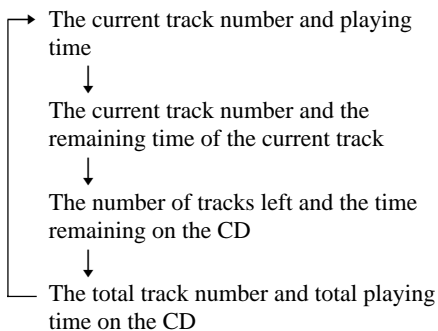 The current track number and playing
time
The current track number and the
remaining time of the current track
The number of tracks left and the time
remaining on the CD
The total track number and total playing
time on the CD